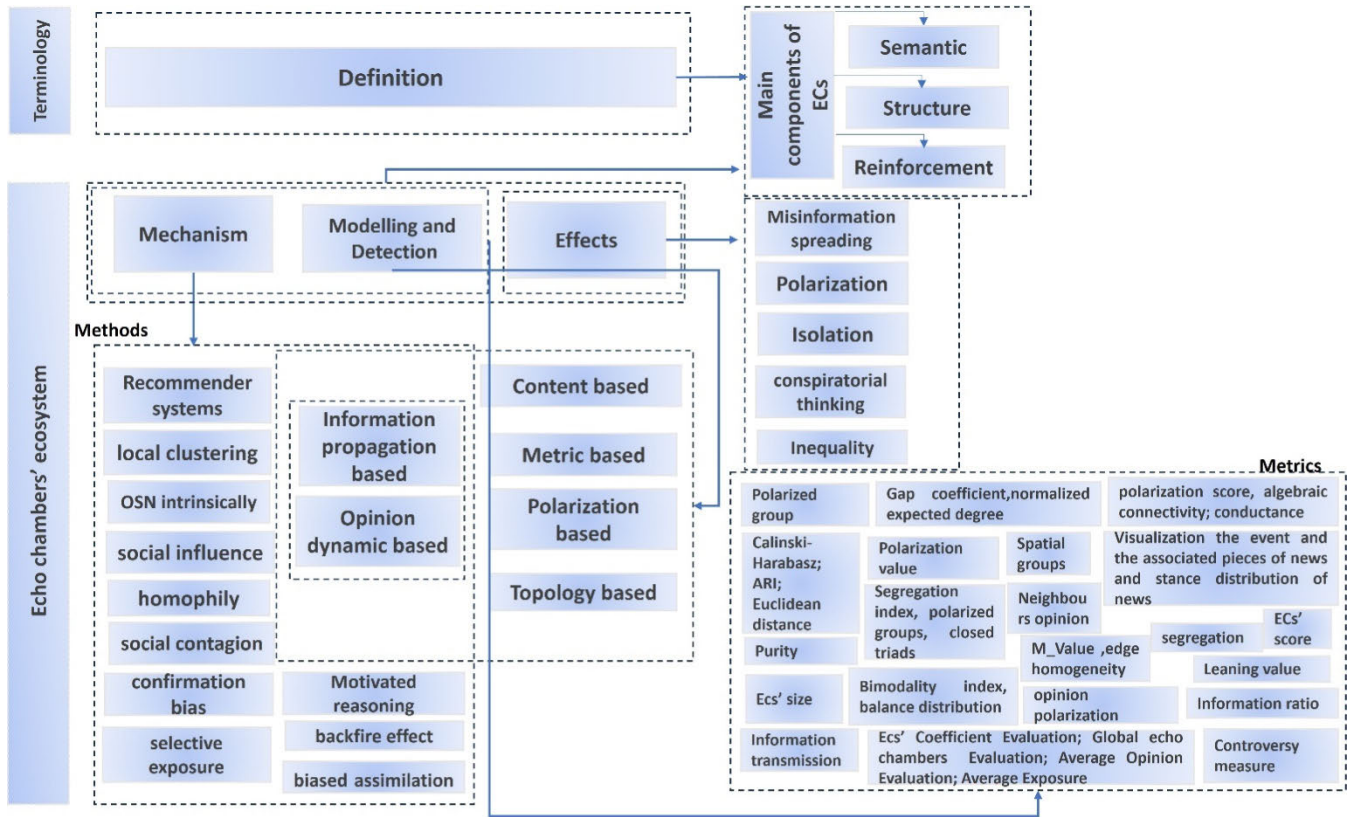 Terminology
Definition
Main
components of
ECs
Semantic
Structure
Reinforcement
Echo chambers' ecosystem
Mechanism
Modelling and
Detection
Effects
Misinformation
spreading
Polarization
Isolation
conspiratorial
thinking
Inequality
Methods
Recommender
systems
local clustering
OSN intrinsically
social influence
homophily
social contagion
confirmation
bias
selective
exposure
Motivated
reasoning
backfire effect
biased assimilation
Information
propagation
based
Opinion
dynamic based
Content based
Metric based
Polarization
based
Topology based
Metrics
Polarized
group
Gap coefficient,normalized
expected degree
polarization score, algebraic
connectivity; conductance
Calinski-
Harabasz;
ARI;
Euclidean
distance
Polarization
value
Spatial
groups
Visualization the event and
the associated pieces of news
and stance distribution of
news
Segregation
index, polarized
groups, closed
triads
Neighbou
rs opinion
segregation
ECs'
score
Purity
M_Value ,edge
homogeneity
Leaning value
Ecs' size
Bimodality index,
balance distribution
opinion
polarization
Information ratio
Information
transmission
Ecs' Coefficient Evaluation; Global echo
chambers Evaluation; Average Opinion
Evaluation; Average Exposure
Controversy
measure